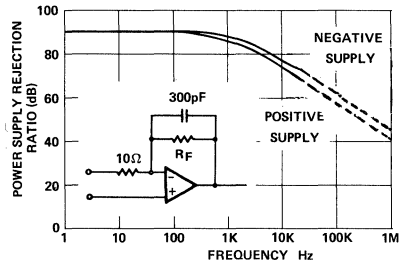 POWER SUPPLY REJECTION
RATIO (dB)
100
80
60
40
20
0
NEGATIVE
SUPPLY
POSITIVE
SUPPLY
300pF
RF
10Ω
−
+
1
10
100
1K
10K
100K
1M
FREQUENCY Hz